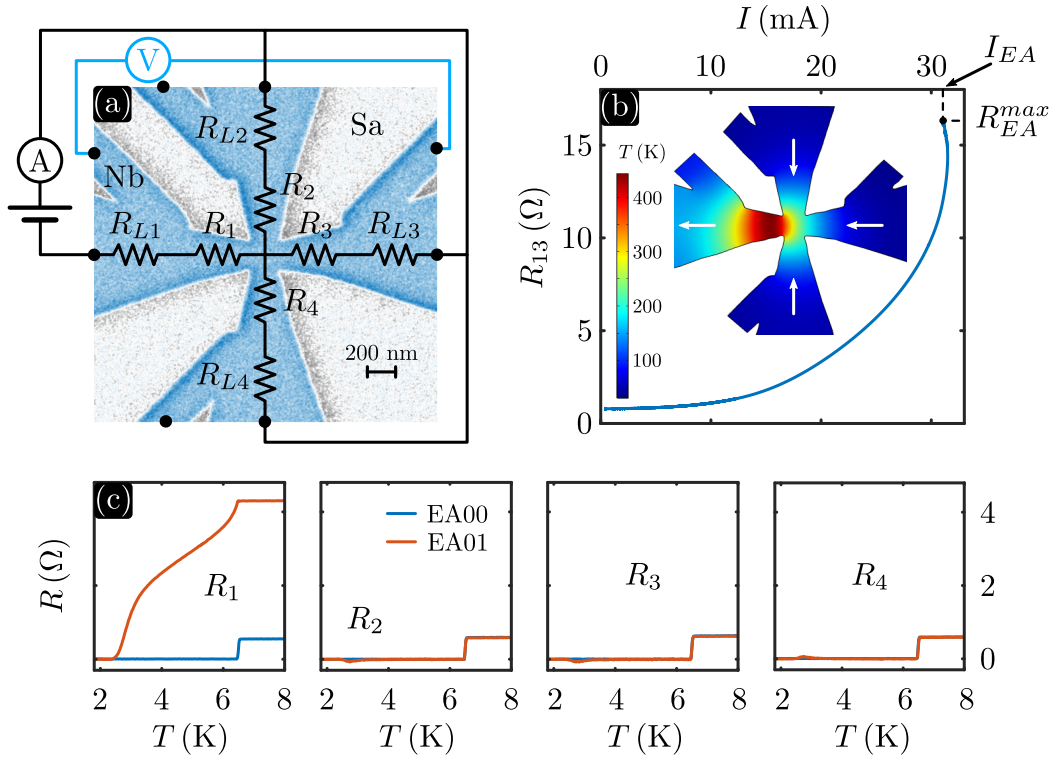 I (mA)
0 10 20 30
I_{EA}
V
(a)
R_{L2}
Sa
(b)
R_{EA}^{max}
A
T (K)
15
Nb
R_2
400
R_{L1} R_1 R_3 R_{L3}
300
10
R_{13} (Ω)
R_4
200
5
200 nm
100
R_{L4}
0
(c)
EA00
EA01
4
R (Ω)
R_1
R_2
R_3
R_4
2
0
2 4 6 8 2 4 6 8 2 4 6 8 2 4 6 8
T (K) T (K) T (K) T (K)